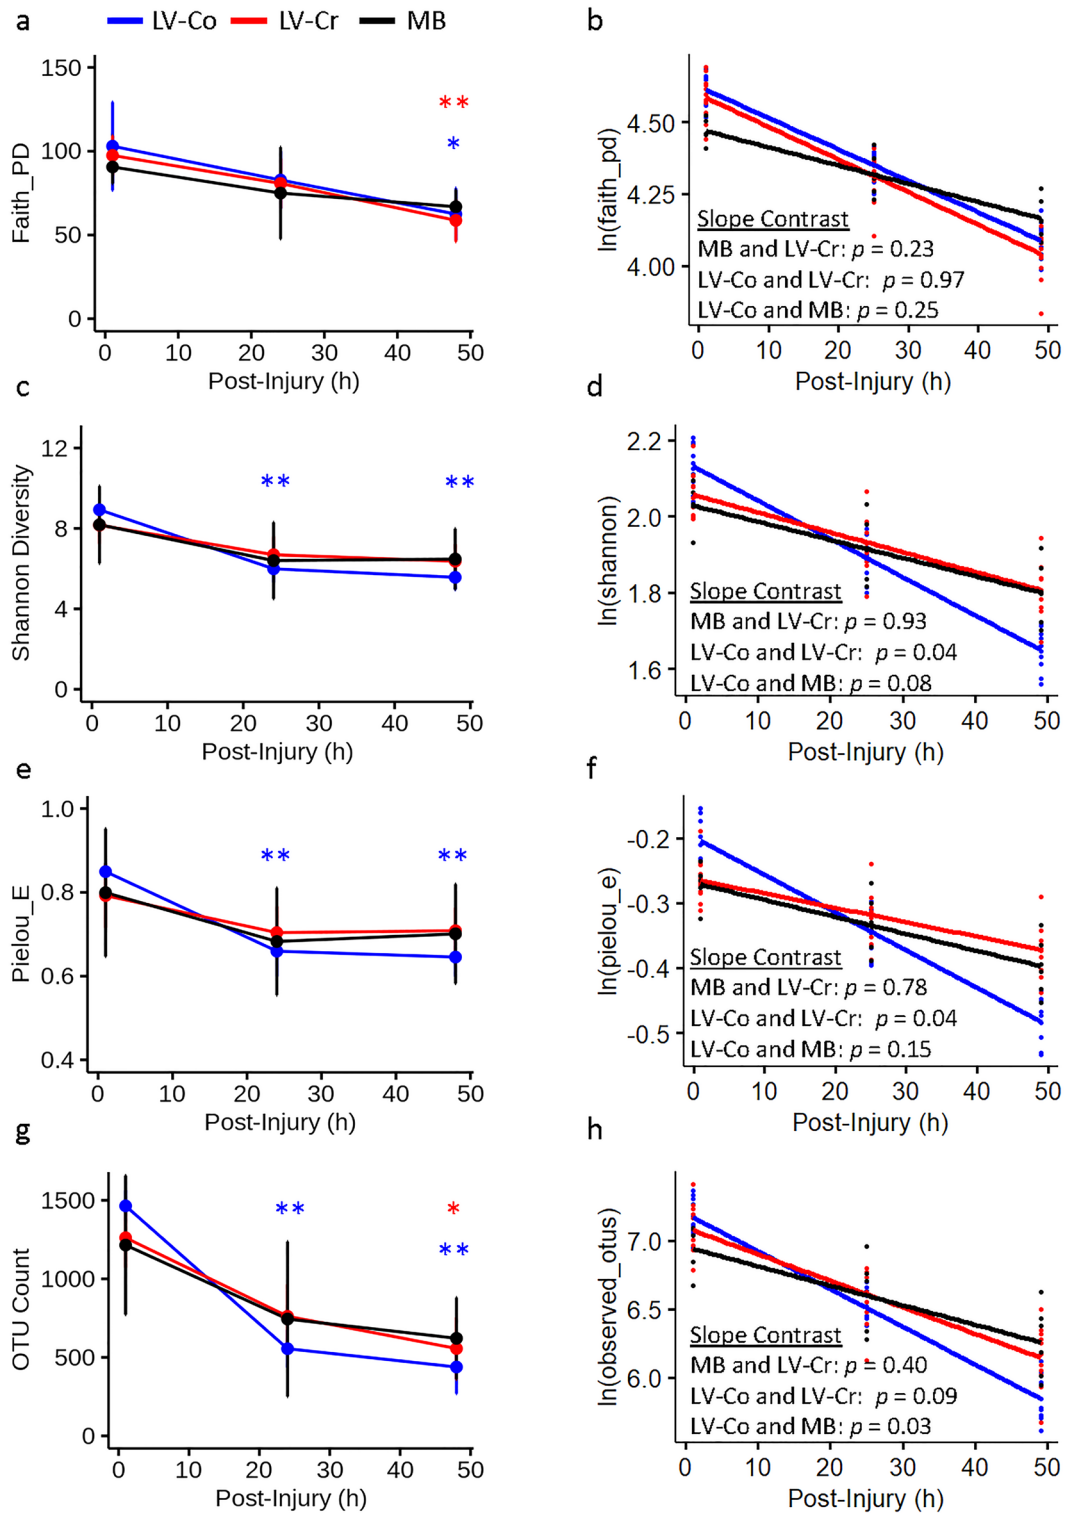 a
LV-Co LV-Cr MB
b
Faith_PD
150
100
50
0
**
*
0 10 20 30 40 50
Post-Injury (h)
ln(faith_pd)
4.50
4.25
4.00
Slope Contrast
MB and LV-Cr: p = 0.23
LV-Co and LV-Cr: p = 0.97
LV-Co and MB: p = 0.25
0 10 20 30 40 50
Post-Injury (h)
c
Shannon Diversity
12
8
4
0
** **
0 10 20 30 40 50
Post-Injury (h)
d
ln(shannon)
2.2
2.0
1.8
1.6
Slope Contrast
MB and LV-Cr: p = 0.93
LV-Co and LV-Cr: p = 0.04
LV-Co and MB: p = 0.08
0 10 20 30 40 50
Post-Injury (h)
e
Pielou_E
1.0
0.8
0.6
0.4
** **
0 10 20 30 40 50
Post-Injury (h)
f
ln(pielou_e)
-0.2
-0.3
-0.4
-0.5
Slope Contrast
MB and LV-Cr: p = 0.78
LV-Co and LV-Cr: p = 0.04
LV-Co and MB: p = 0.15
0 10 20 30 40 50
Post-Injury (h)
g
OTU Count
1500
1000
500
0
** *
**
0 10 20 30 40 50
Post-Injury (h)
h
ln(observed_otus)
7.0
6.5
6.0
Slope Contrast
MB and LV-Cr: p = 0.40
LV-Co and LV-Cr: p = 0.09
LV-Co and MB: p = 0.03
0 10 20 30 40 50
Post-Injury (h)